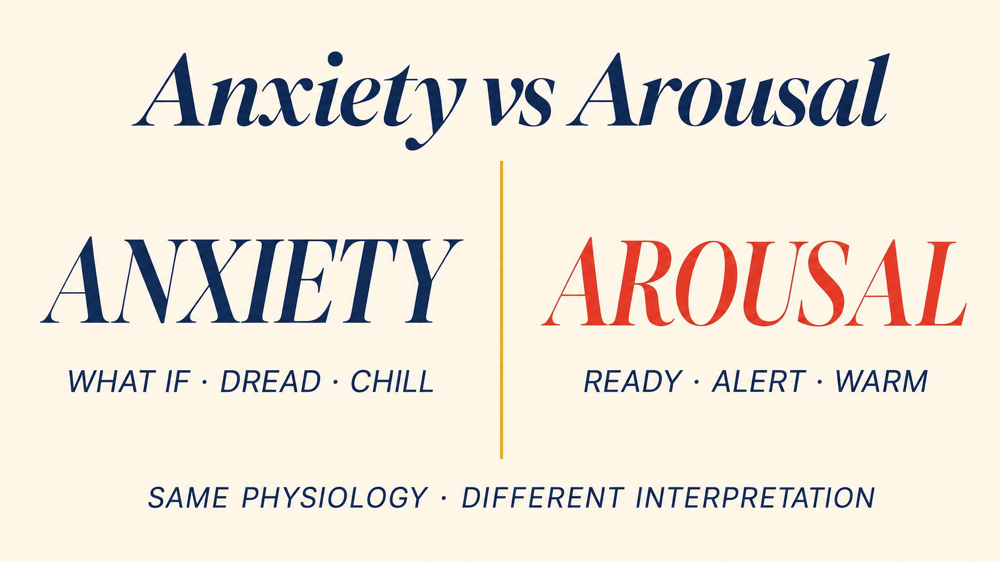 Anxiety vs Arousal
ANXIETY
WHAT IF · DREAD · CHILL
AROUSAL
READY · ALERT · WARM
SAME PHYSIOLOGY · DIFFERENT INTERPRETATION